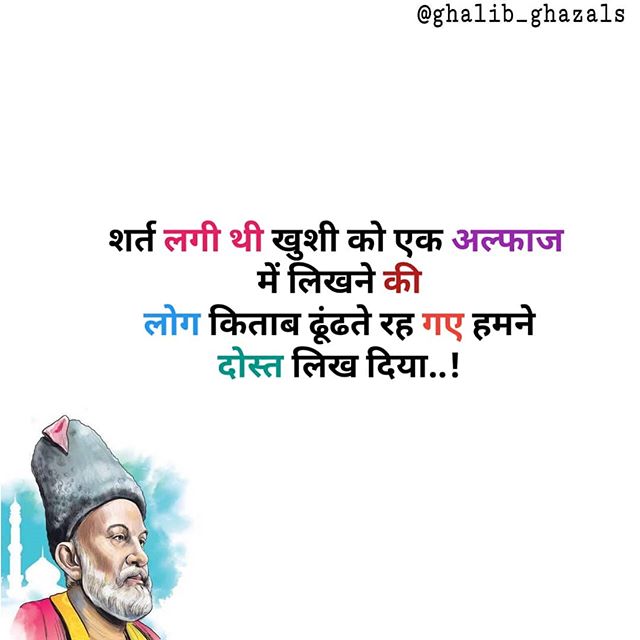 @ghalib_ghazals
शर्त लगी थी खुशी को एक अल्फाज
में लिखने की
लोग किताब ढूंढते रह गए हमने
दोस्त लिख दिया..!